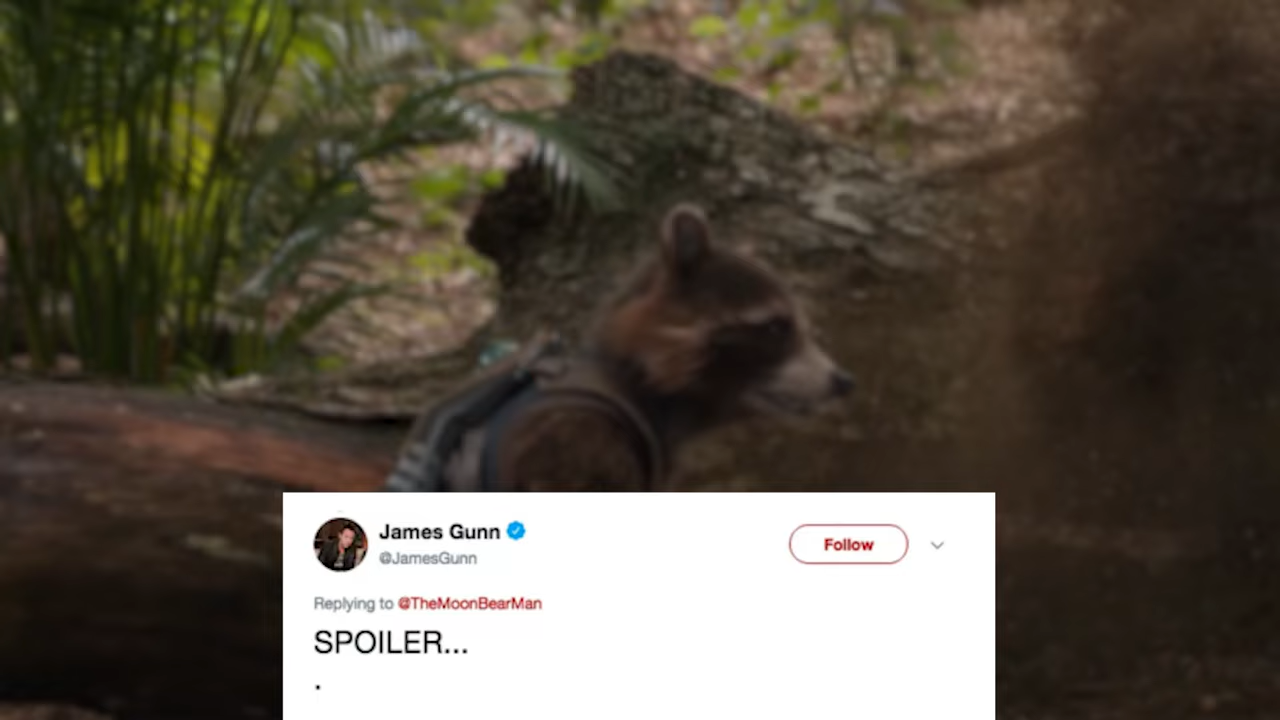 James Gunn
@JamesGunn
Follow
Replying to @TheMoonBearMan
SPOILER...
.